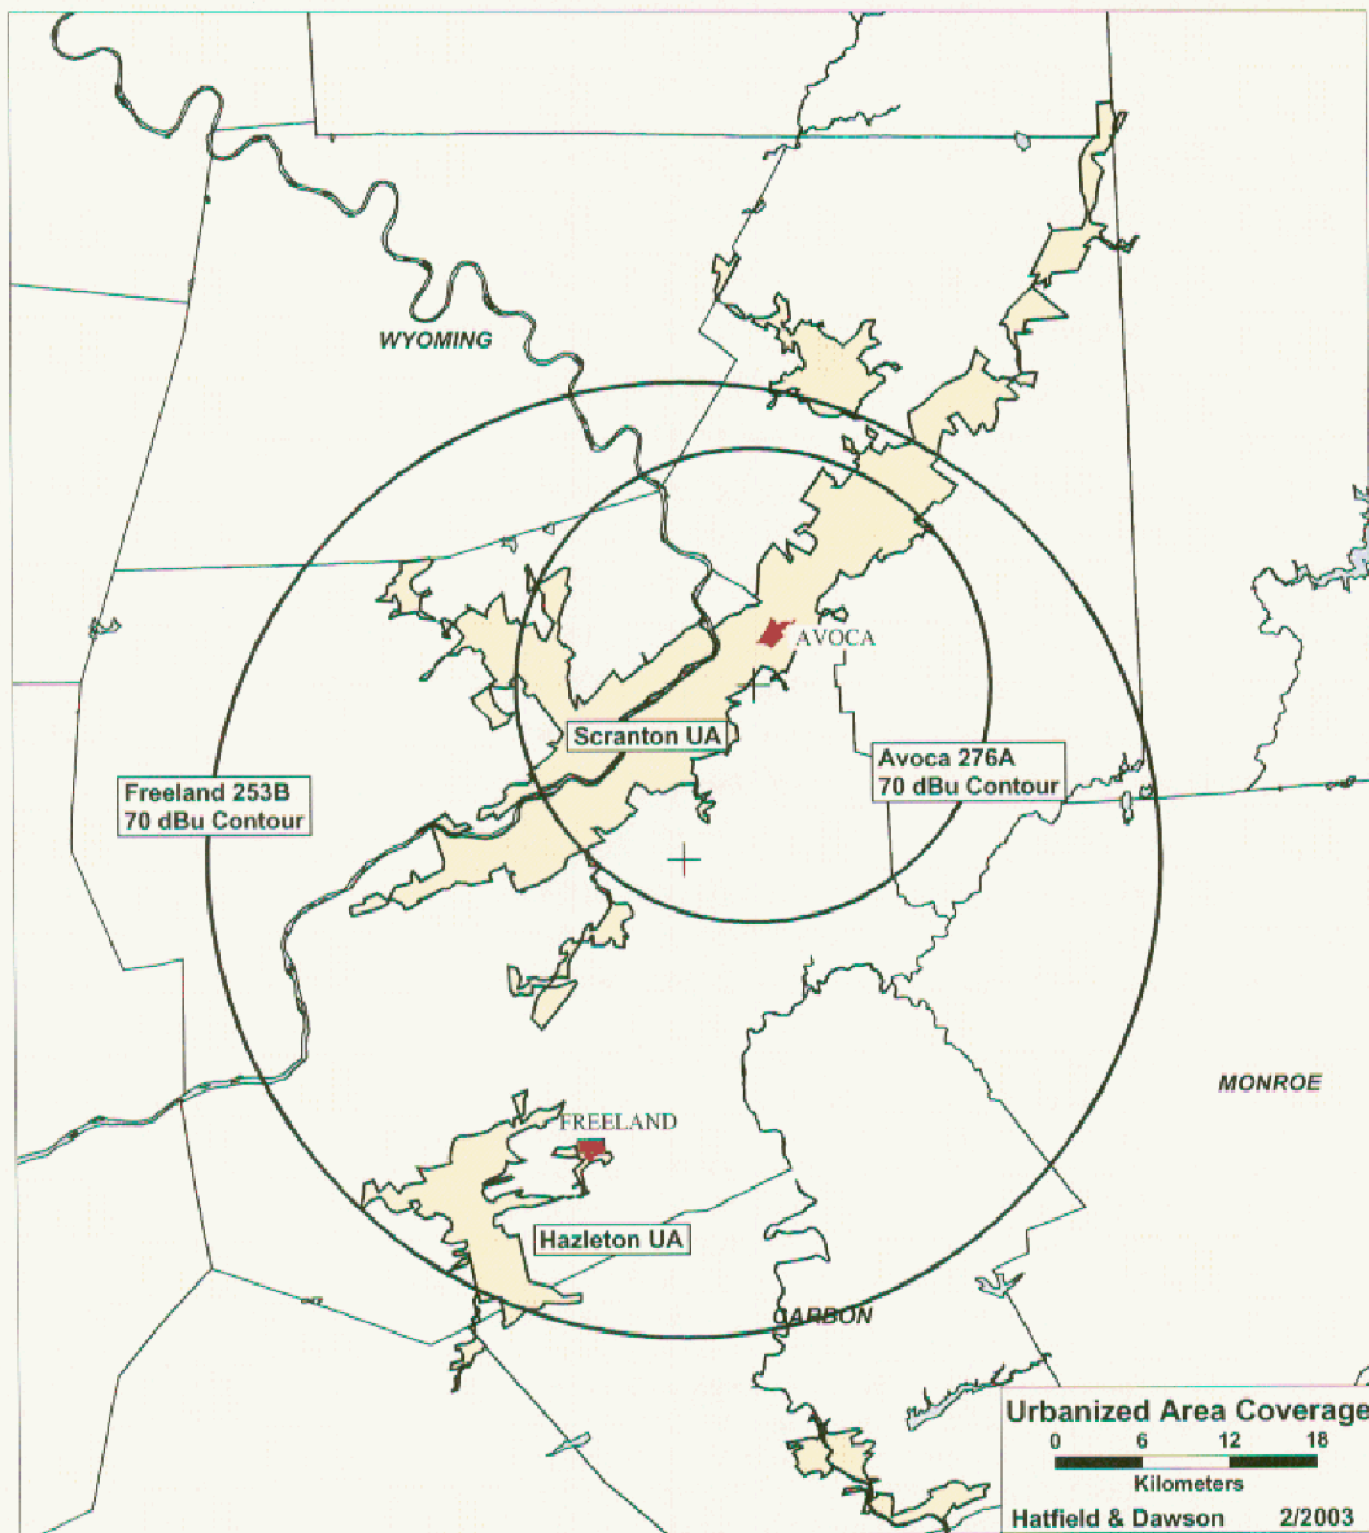 WYOMING
AVOCA
Scranton UA
Avoca 276A
70 dBu Contour
Freeland 253B
70 dBu Contour
MONROE
FREELAND
Hazleton UA
CARBON
Urbanized Area Coverage
0 6 12 18
Kilometers
Hatfield & Dawson 2/2003